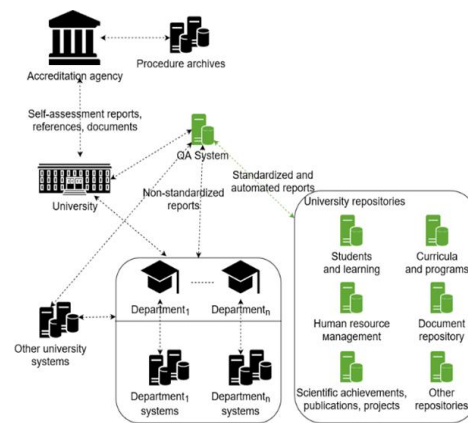 Accreditation agency
Procedure archives
Self-assessment reports,
references, documents
QA System
University
Non-standardized
reports
Standardized and
automated reports
University repositories
Students
and learning
Curricula
and programs
Department1
Departmentn
Human resource
management
Document
repository
Other university
systems
Department1
systems
Departmentn
systems
Scientific achievements,
publications, projects
Other
repositories